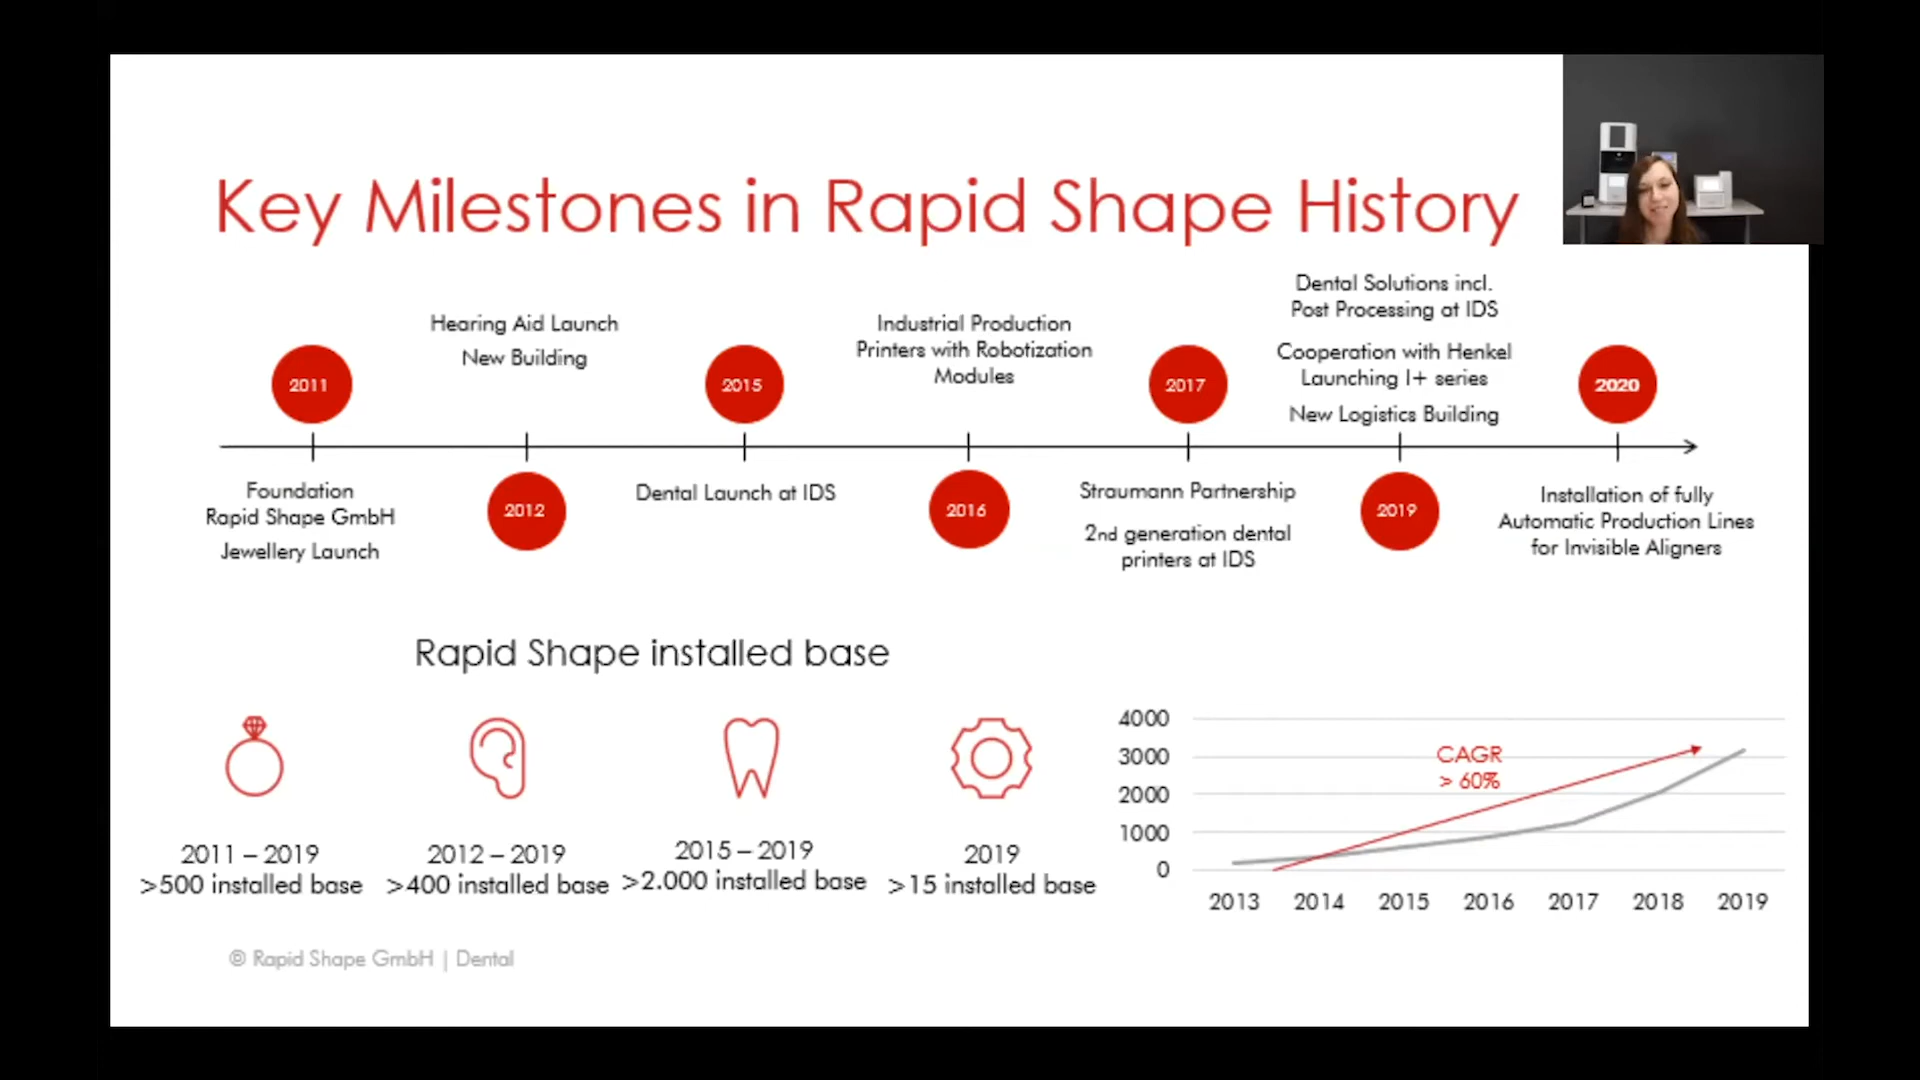 Key Milestones in Rapid Shape History
2011
Foundation
Rapid Shape GmbH
Jewellery Launch
Hearing Aid Launch
New Building
2012
2015
Dental Launch at IDS
Industrial Production
Printers with Robotization
Modules
2016
2017
Straumann Partnership
2nd generation dental
printers at IDS
Dental Solutions incl.
Post Processing at IDS
Cooperation with Henkel
Launching I+ series
New Logistics Building
2019
2020
Installation of fully
Automatic Production Lines
for Invisible Aligners
Rapid Shape installed base
2011 – 2019
>500 installed base
2012 – 2019
>400 installed base
2015 – 2019
>2.000 installed base
2019
>15 installed base
4000
3000
2000
1000
0
CAGR
> 60%
2013 2014 2015 2016 2017 2018 2019
© Rapid Shape GmbH | Dental